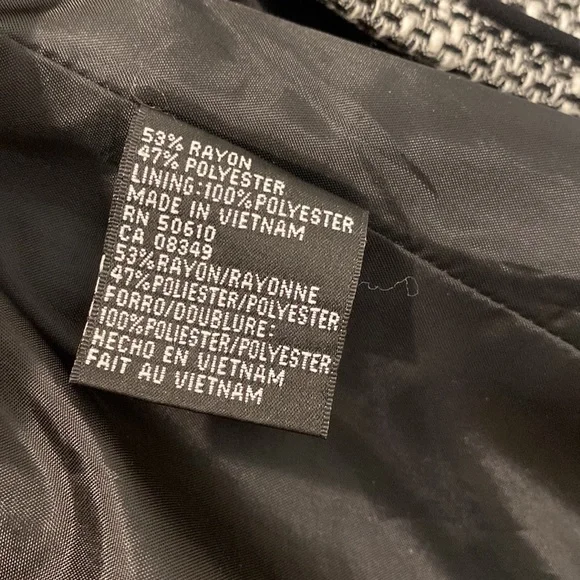 53% RAYON
47% POLYESTER
LINING:100%POLYESTER
MADE IN VIETNAM
RN 50610
CA 08349
53%RAYON/RAYONNE
47%POLIESTER/POLYESTER
FORRO/DOUBLURE:
100%POLIESTER/POLYESTER
HECHO EN VIETNAM
FAIT AU VIETNAM